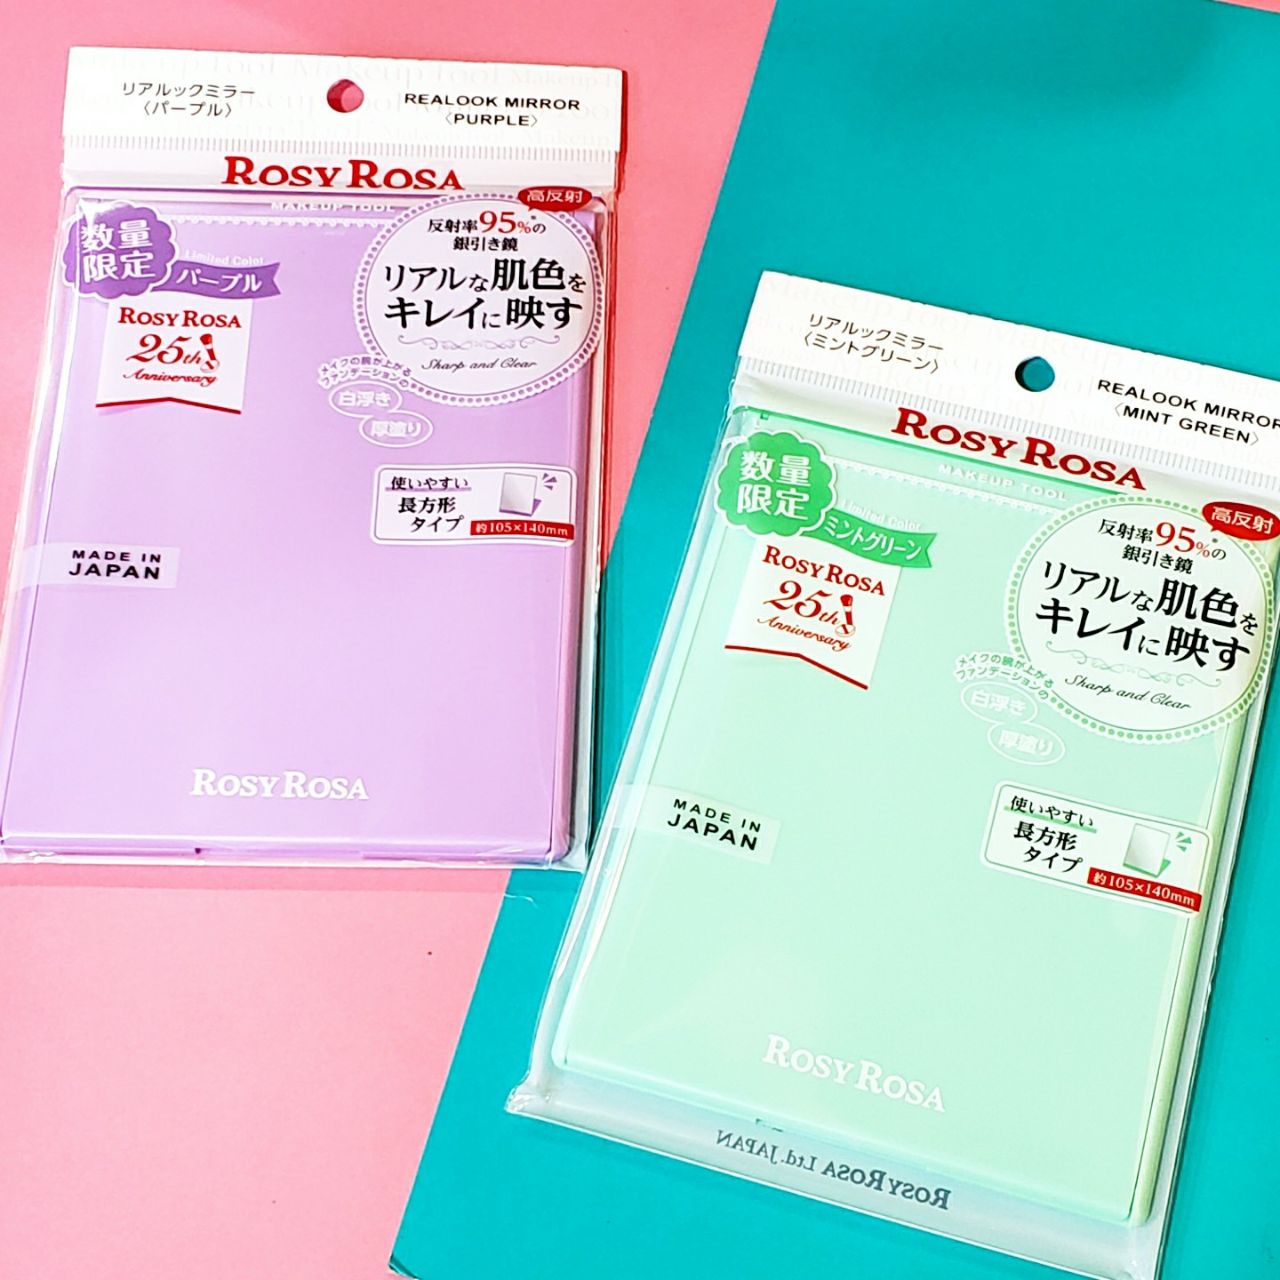 リアルックミラー
〈パープル〉
REALOOK MIRROR
〈PURPLE〉
ROSY ROSA
MAKEUP TOOL
数量
限定
Limited Color
パープル
ROSY ROSA
25th
Anniversary
高反射
反射率95%*の
銀引き鏡
リアルな肌色を
キレイに映す
Sharp and Clear
メイクの腕が上がる
ファンデーションの
白浮き
厚塗り
使いやすい
長方形
タイプ
約105×140mm
MADE IN
JAPAN
ROSY ROSA
リアルックミラー
〈ミントグリーン〉
REALOOK MIRROR
〈MINT GREEN〉
ROSY ROSA
MAKEUP TOOL
数量
限定
Limited Color
ミントグリーン
ROSY ROSA
25th
Anniversary
高反射
反射率95%*の
銀引き鏡
リアルな肌色を
キレイに映す
Sharp and Clear
メイクの腕が上がる
ファンデーションの
白浮き
厚塗り
使いやすい
長方形
タイプ
約105×140mm
MADE IN
JAPAN
ROSY ROSA
ROSY ROSA Ltd. JAPAN